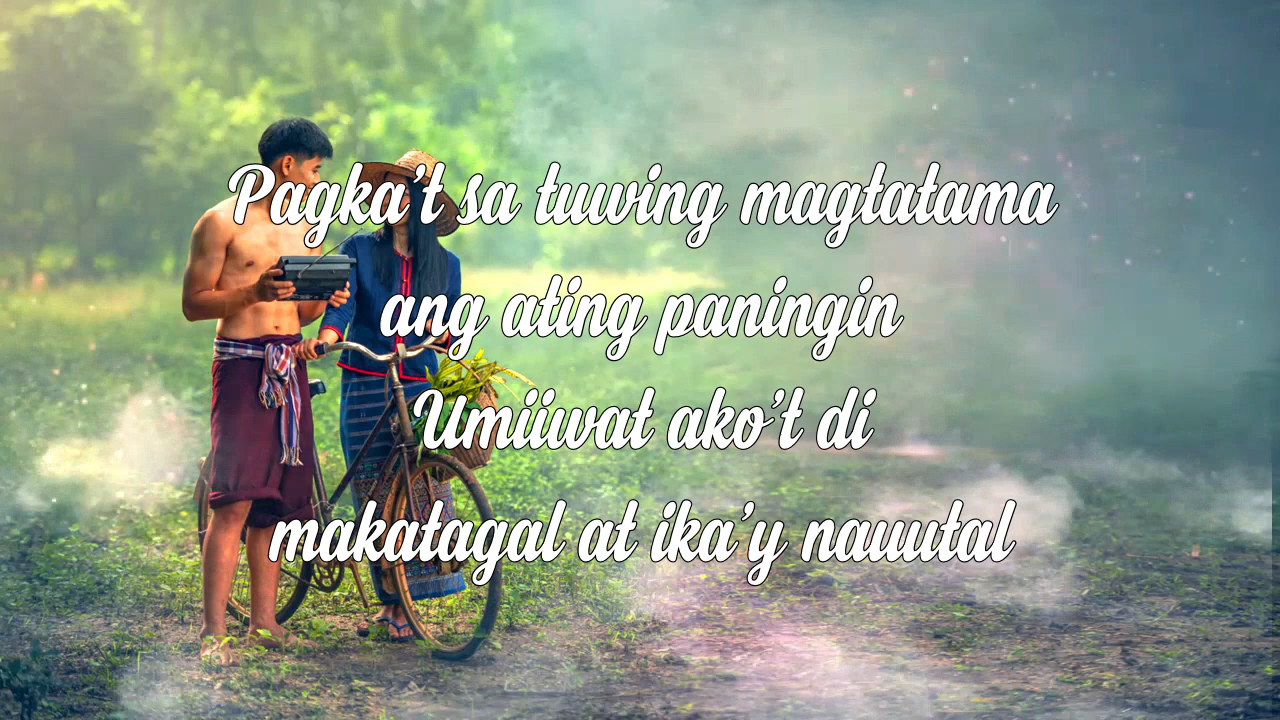 Pagka't sa tuwing magtatama
ang ating paningin
Umiiwat ako't di
makatagal at ika'y nauutal